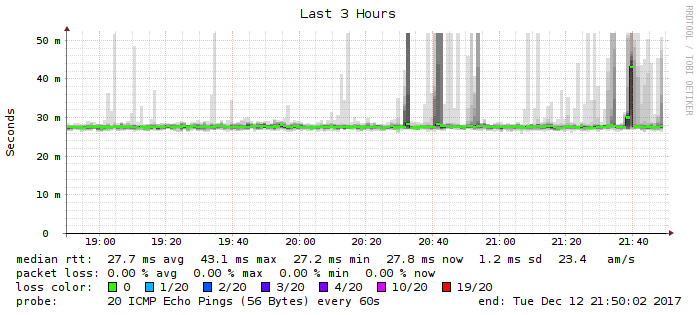 Last 3 Hours
RRDTOOL / TOBI OETIKER
Seconds
50 m
40 m
30 m
20 m
10 m
0
19:00 19:20 19:40 20:00 20:20 20:40 21:00 21:20 21:40
median rtt: 27.7 ms avg 43.1 ms max 27.2 ms min 27.8 ms now 1.2 ms sd 23.4 am/s
packet loss: 0.00 % avg 0.00 % max 0.00 % min 0.00 % now
loss color: 0 1/20 2/20 3/20 4/20 10/20 19/20
probe: 20 ICMP Echo Pings (56 Bytes) every 60s end: Tue Dec 12 21:50:02 2017